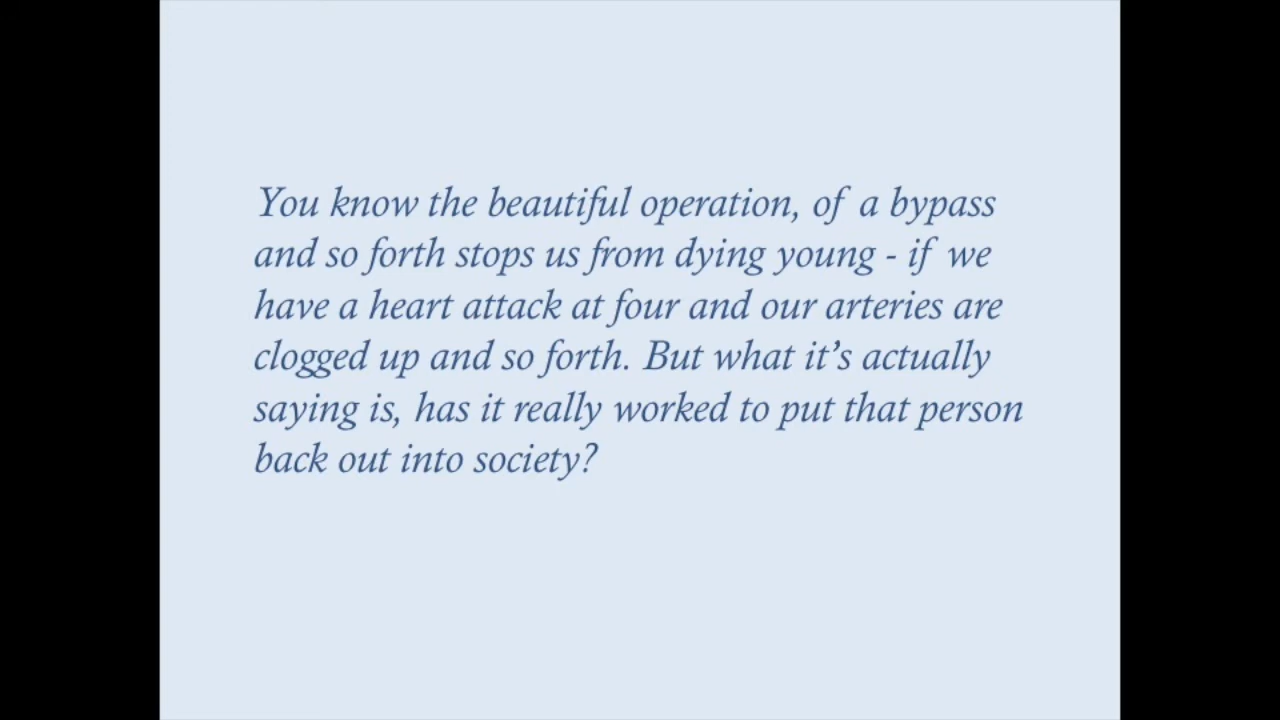 You know the beautiful operation, of a bypass
and so forth stops us from dying young - if we
have a heart attack at four and our arteries are
clogged up and so forth. But what it’s actually
saying is, has it really worked to put that person
back out into society?